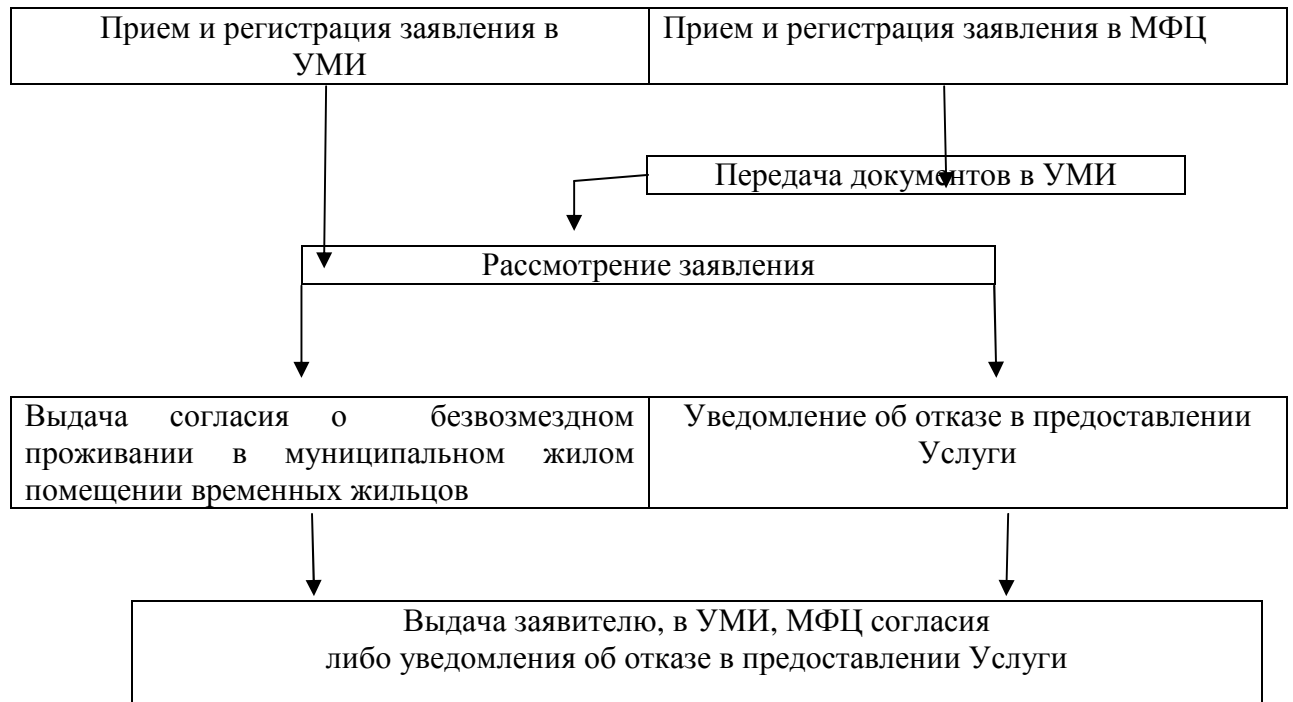 Прием и регистрация заявления в
УМИ
Прием и регистрация заявления в МФЦ
Передача документов в УМИ
Рассмотрение заявления
Выдача согласия о безвозмездном
проживании в муниципальном жилом
помещении временных жильцов
Уведомление об отказе в предоставлении
Услуги
Выдача заявителю, в УМИ, МФЦ согласия
либо уведомления об отказе в предоставлении Услуги